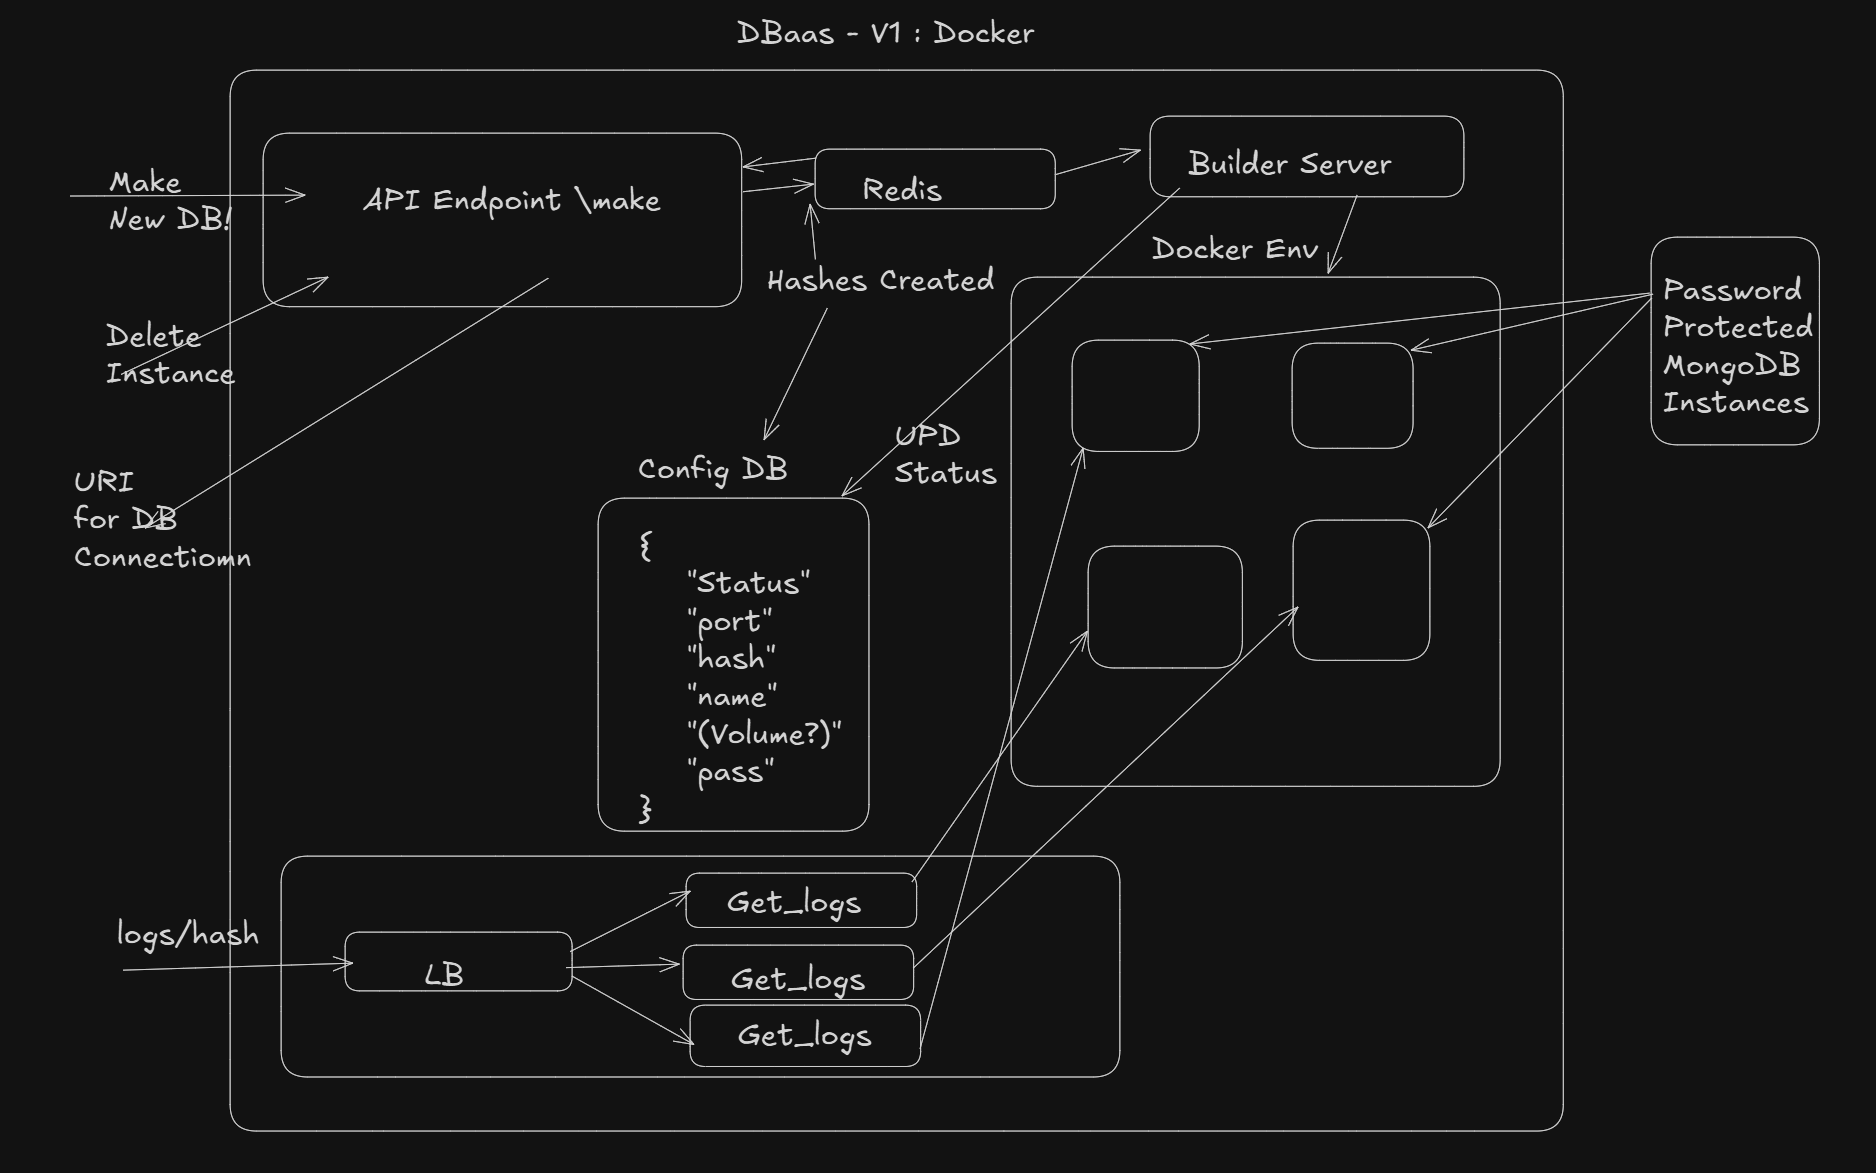 DBaas - V1 : Docker
Make
New DB!
API Endpoint \make
Redis
Builder Server
Docker Env
Hashes Created
Delete
Instance
Password
Protected
MongoDB
Instances
URI
for DB
Connectiomn
Config DB
UPD
Status
{
"Status"
"port"
"hash"
"name"
"(Volume?)"
"pass"
}
logs/hash
LB
Get_logs
Get_logs
Get_logs